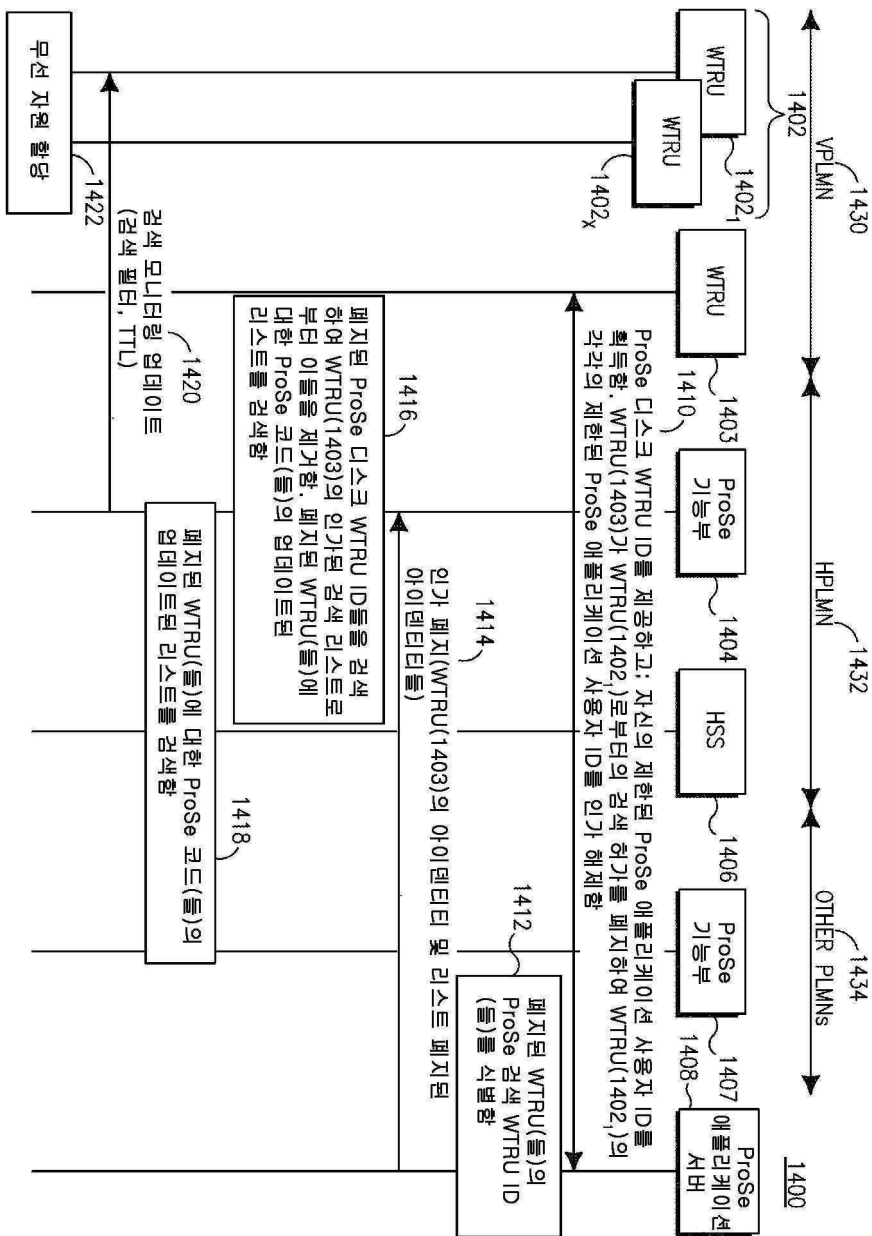 1400
VPLMN
1430
HPLMN
1432
OTHER PLMNs
1434
1402
WTRU
1402₁
WTRU
1402ₓ
WTRU
1403
ProSe
기능부
1404
HSS
1406
ProSe
기능부
1407
ProSe
애플리케이션
서버
1408
1410
ProSe 디스크 WTRU ID를 제공하고; 자신의 제한된 ProSe 애플리케이션 사용자 ID를
획득함. WTRU(1403)가 WTRU(1402₁)로부터의 검색 허가를 폐지하여 WTRU(1402₁)의
각각의 제한된 ProSe 애플리케이션 사용자 ID를 인가 해제함
1412
폐지된 WTRU(들)의
ProSe 검색 WTRU ID
(들)를 식별함
1414
인가 폐지(WTRU(1403)의 아이덴티티 및 리스트 폐지된
아이덴티티들)
1416
폐지된 ProSe 디스크 WTRU ID들을 검색
하여 WTRU(1403)의 인가된 검색 리스트로
부터 이들을 제거함. 폐지된 WTRU(들)에
대한 ProSe 코드(들)의 업데이트된
리스트를 검색함
1418
폐지된 WTRU(들)에 대한 ProSe 코드(들)의
업데이트된 리스트를 검색함
1420
검색 모니터링 업데이트
(검색 필터, TTL)
1422
무선 자원 할당